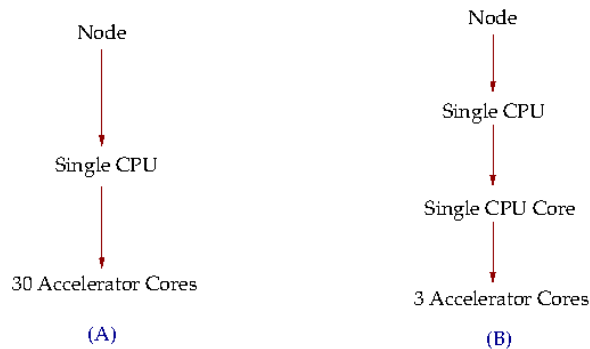 Node
Single CPU
30 Accelerator Cores
(A)
Node
Single CPU
Single CPU Core
3 Accelerator Cores
(B)